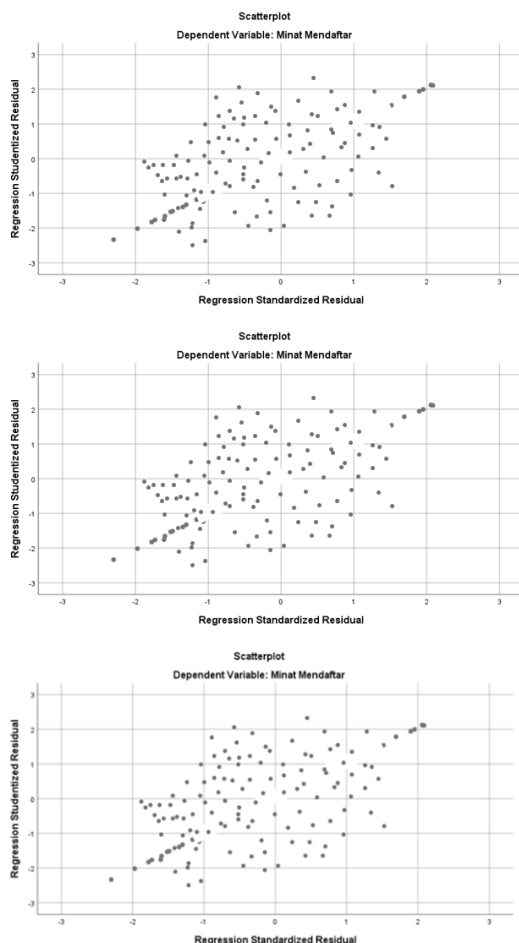 Scatterplot
Dependent Variable: Minat Mendaftar
Regression Studentized Residual
3
2
1
0
-1
-2
-3
-3 -2 -1 0 1 2 3
Regression Standardized Residual
Scatterplot
Dependent Variable: Minat Mendaftar
Regression Studentized Residual
3
2
1
0
-1
-2
-3
-3 -2 -1 0 1 2 3
Regression Standardized Residual
Scatterplot
Dependent Variable: Minat Mendaftar
Regression Studentized Residual
3
2
1
0
-1
-2
-3
-3 -2 -1 0 1 2 3
Regression Standardized Residual